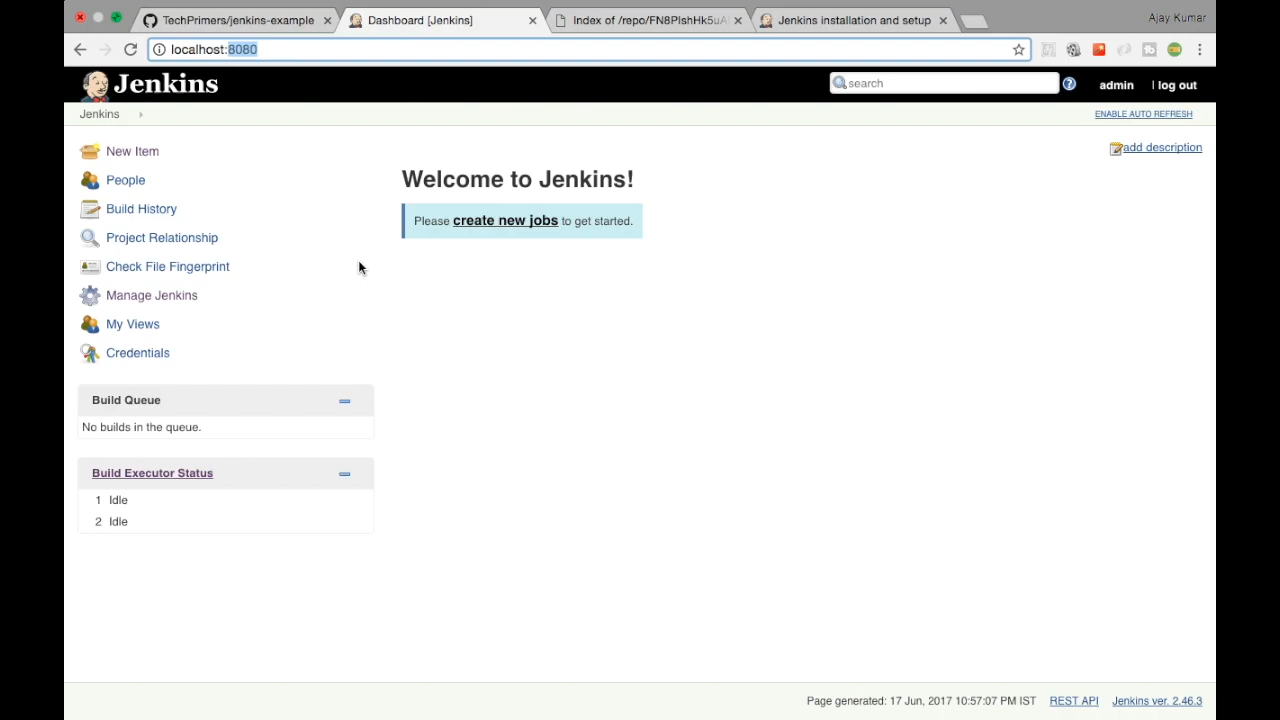 TechPrimers/jenkins-example
Dashboard [Jenkins]
Index of /repo/FN8PIshHk5uA
Jenkins installation and setup
Ajay Kumar
localhost:8080
Jenkins
search
admin
| log out
Jenkins
ENABLE AUTO REFRESH
New Item
People
Build History
Project Relationship
Check File Fingerprint
Manage Jenkins
My Views
Credentials
add description
Welcome to Jenkins!
Please create new jobs to get started.
Build Queue
No builds in the queue.
Build Executor Status
1 Idle
2 Idle
Page generated: 17 Jun, 2017 10:57:07 PM IST
REST API
Jenkins ver. 2.46.3